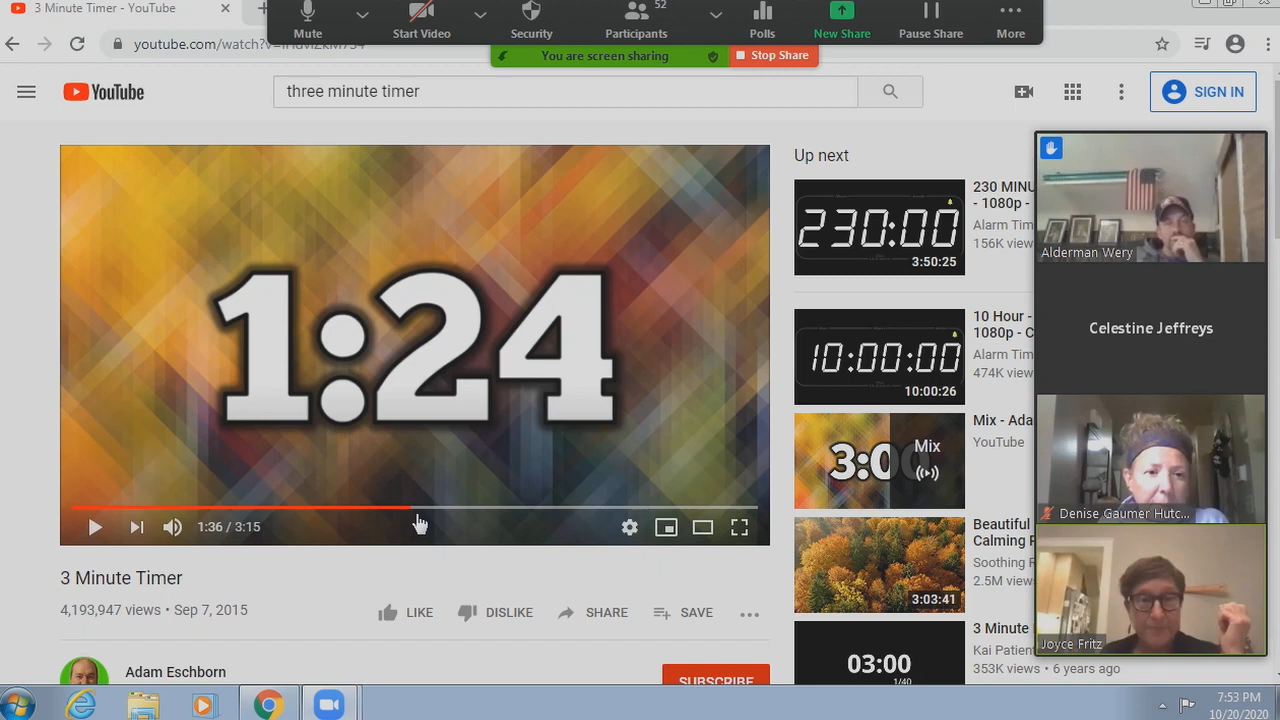 3 Minute Timer - YouTube
Mute
Start Video
Security
52
Participants
Polls
New Share
Pause Share
More
You are screen sharing
Stop Share
YouTube
three minute timer
SIGN IN
1:24
1:36 / 3:15
3 Minute Timer
4,193,947 views • Sep 7, 2015
LIKE
DISLIKE
SHARE
SAVE
Adam Eschborn
SUBSCRIBE
Up next
230:00
3:50:25
230 MINU
- 1080p -
Alarm Tim
156K view
10:00:00
10:00:26
10 Hour -
1080p - C
Alarm Tim
474K view
3:0
Mix
Mix - Ada
YouTube
3:03:41
Beautiful
Calming R
Soothing
2.5M view
03:00
1/40
3 Minute
Kai Patien
353K views • 6 years ago
Alderman Wery
Celestine Jeffreys
Denise Gaumer Hutc...
Joyce Fritz
7:53 PM
10/20/2020